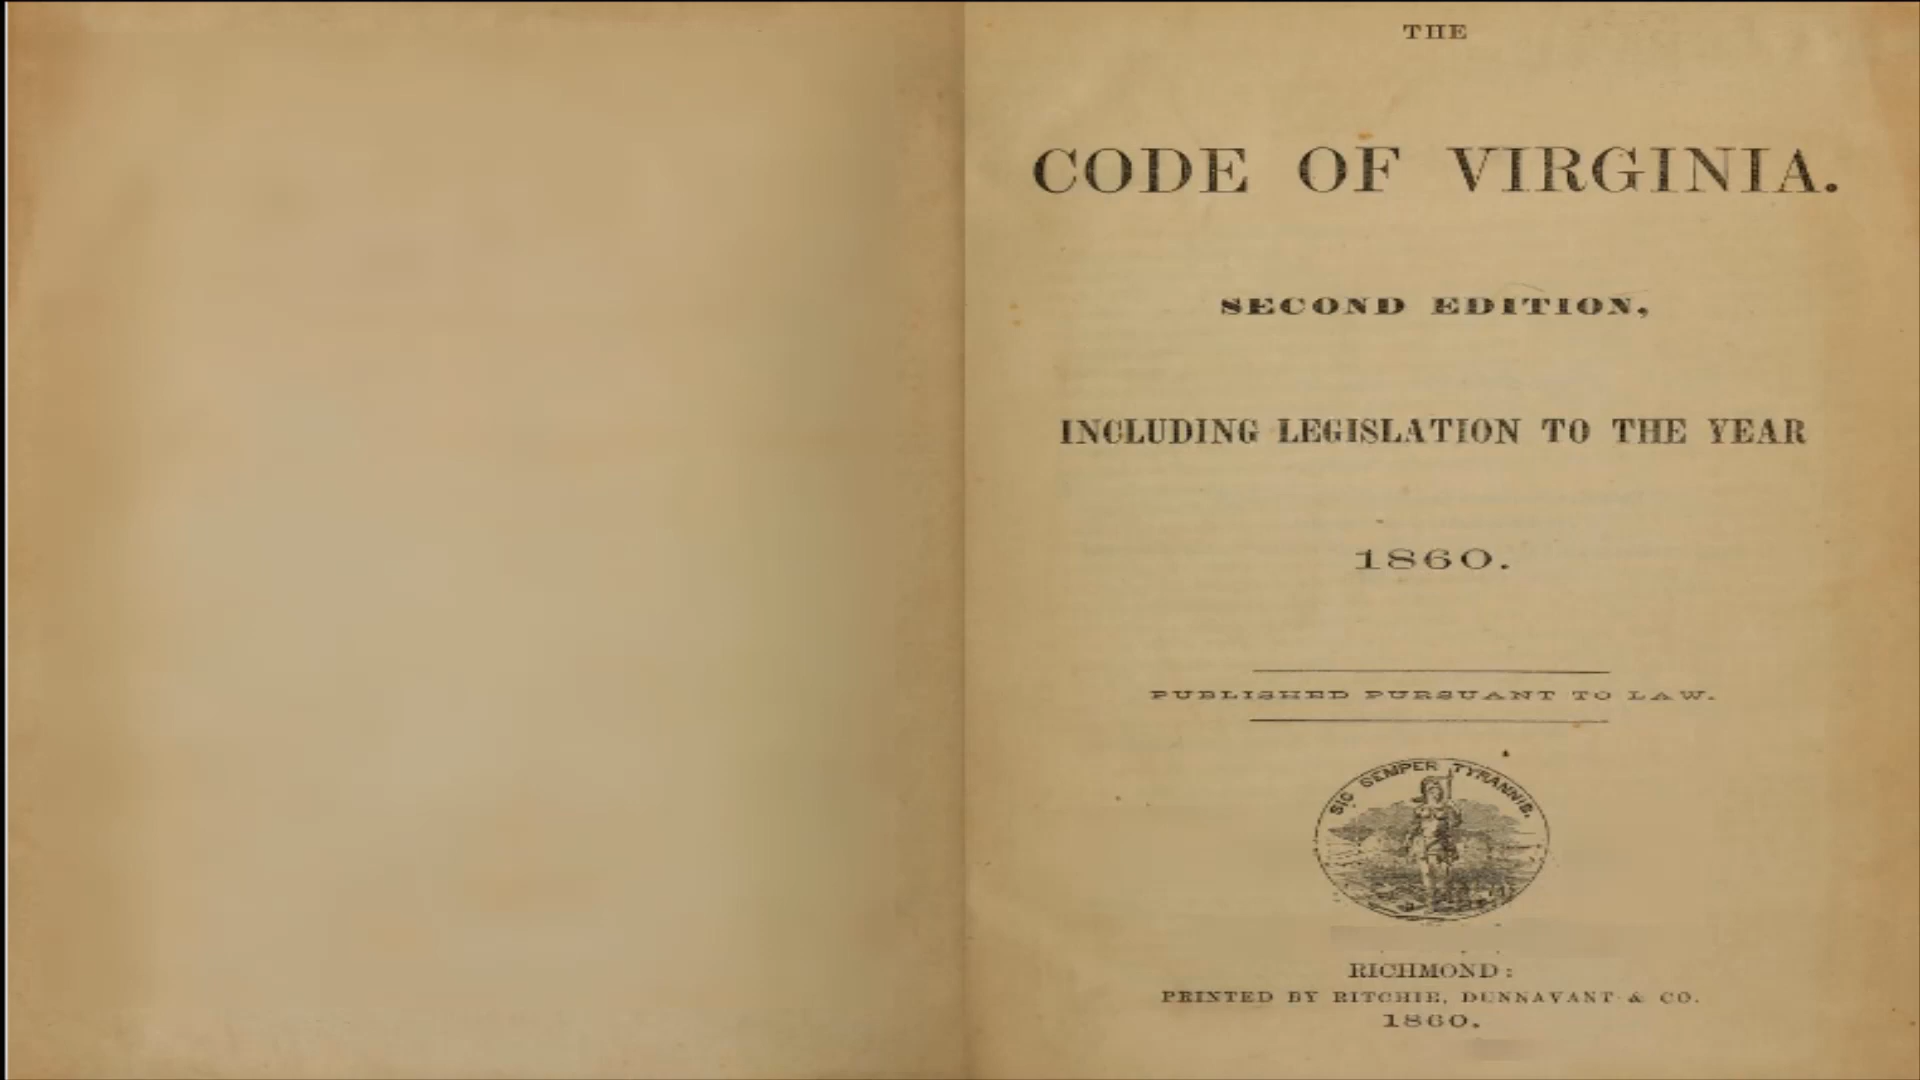 THE
CODE OF VIRGINIA.
SECOND EDITION,
INCLUDING LEGISLATION TO THE YEAR
1860.
PUBLISHED PURSUANT TO LAW.
SIC SEMPER TYRANNIS.
RICHMOND:
PRINTED BY RITCHIE, DUNNAVANT & CO.
1860.